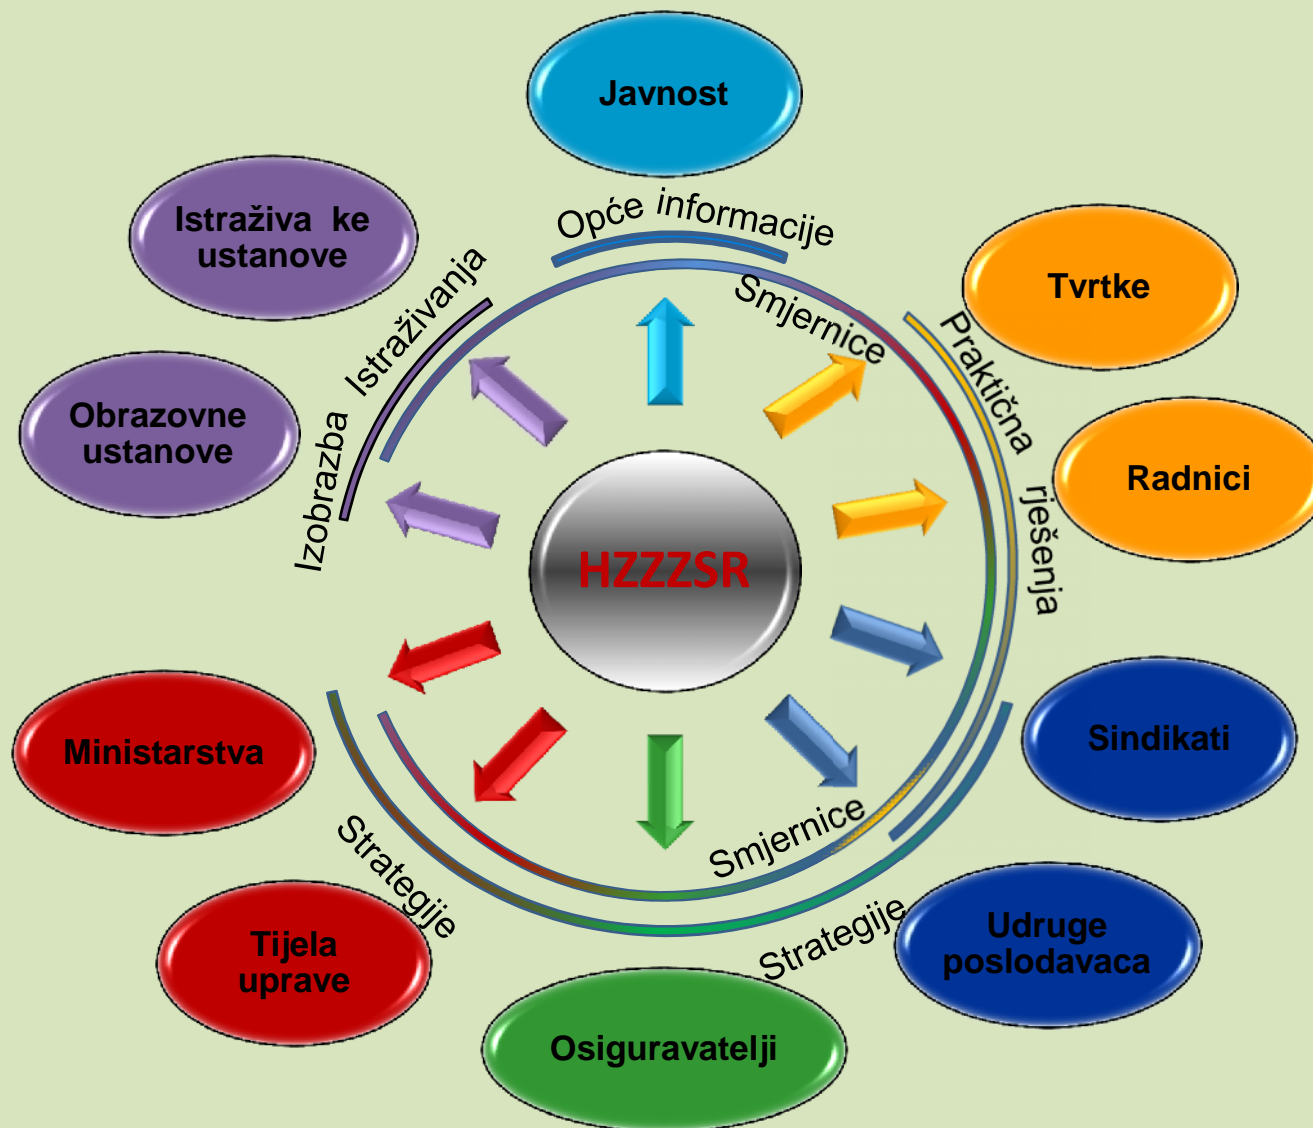 Javnost
Opće informacije
Istraživa ke
ustanove
Istraživanja
Smjernice
Tvrtke
Praktična rješenja
Obrazovne
ustanove
Izobrazba
Radnici
HZZZSR
Ministarstva
Sindikati
Strategije
Smjernice
Strategije
Tijela
uprave
Udruge
poslodavaca
Osiguravatelji